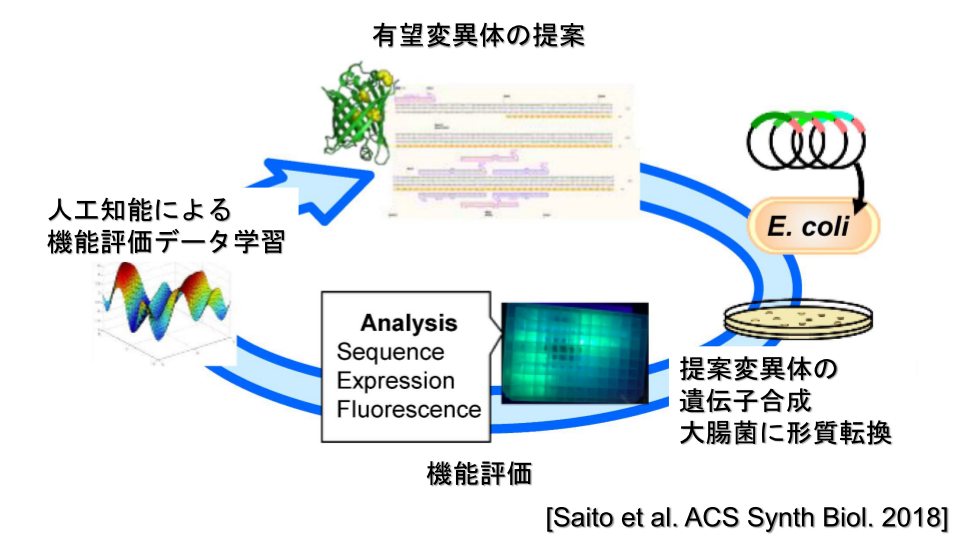 有望変異体の提案
人工知能による
機能評価データ学習
E. coli
Analysis
Sequence
Expression
Fluorescence
提案変異体の
遺伝子合成
大腸菌に形質転換
機能評価
[Saito et al. ACS Synth Biol. 2018]